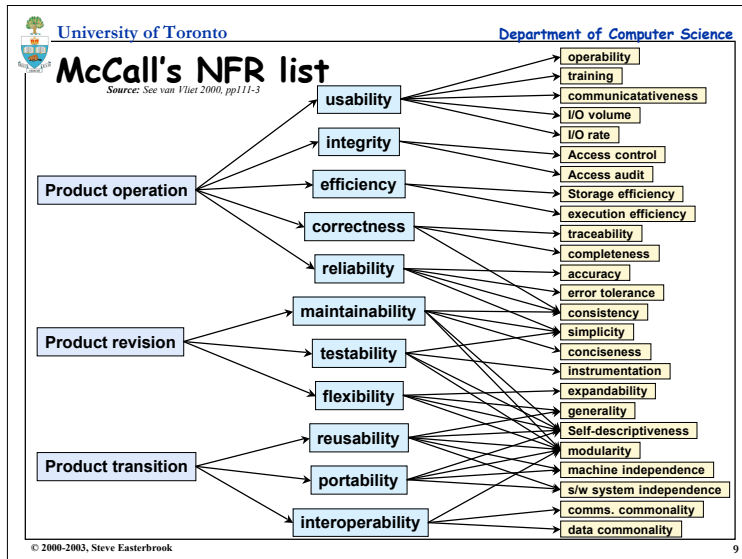 University of Toronto
Department of Computer Science
McCall's NFR list
Source: See van Vliet 2000, pp111-3
Product operation
Product revision
Product transition
usability
integrity
efficiency
correctness
reliability
maintainability
testability
flexibility
reusability
portability
interoperability
operability
training
communicatativeness
I/O volume
I/O rate
Access control
Access audit
Storage efficiency
execution efficiency
traceability
completeness
accuracy
error tolerance
consistency
simplicity
conciseness
instrumentation
expandability
generality
Self-descriptiveness
modularity
machine independence
s/w system independence
comms. commonality
data commonality
© 2000-2003, Steve Easterbrook
9